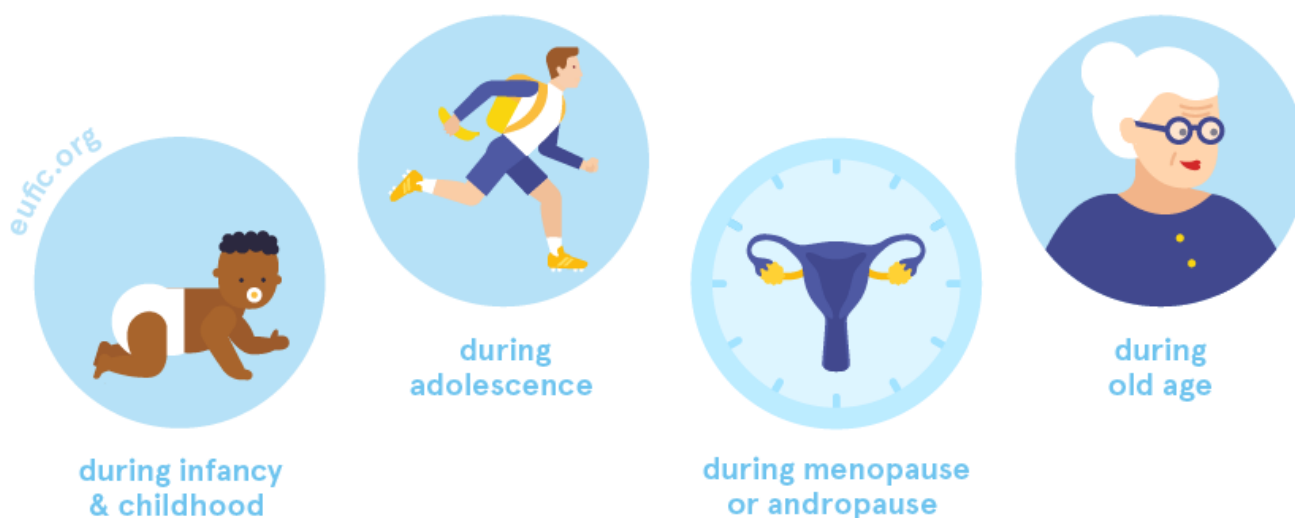 eufic.org
during infancy
& childhood
during
adolescence
during menopause
or andropause
during
old age